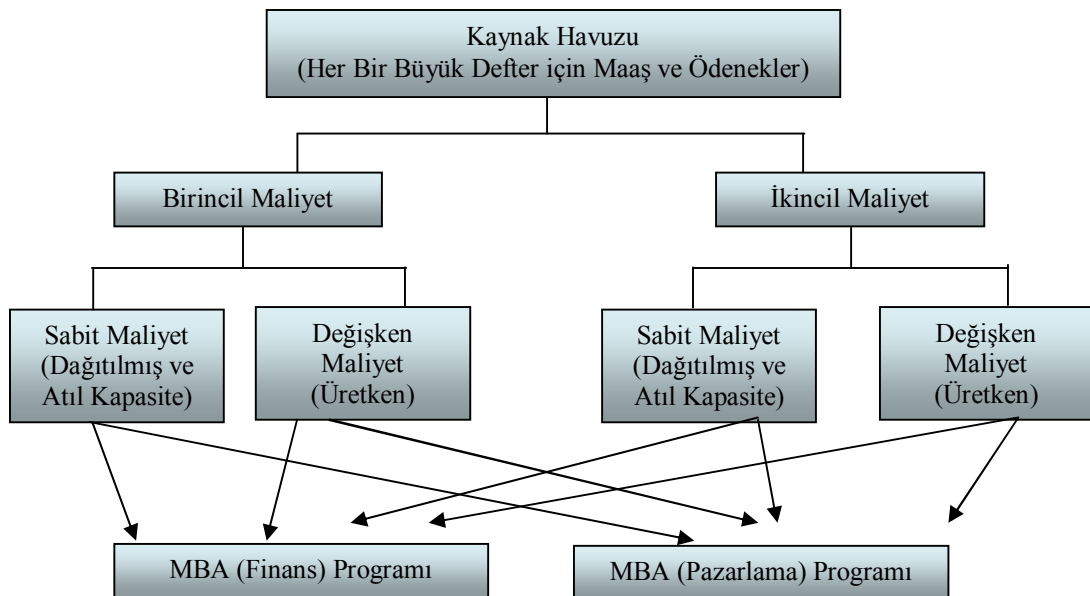 Kaynak Havuzu
(Her Bir Büyük Defter için Maaş ve Ödenekler)
Birincil Maliyet
İkincil Maliyet
Sabit Maliyet
(Dağıtılmış ve
Atıl Kapasite)
Değişken
Maliyet
(Üretken)
Sabit Maliyet
(Dağıtılmış ve
Atıl Kapasite)
Değişken
Maliyet
(Üretken)
MBA (Finans) Programı
MBA (Pazarlama) Programı